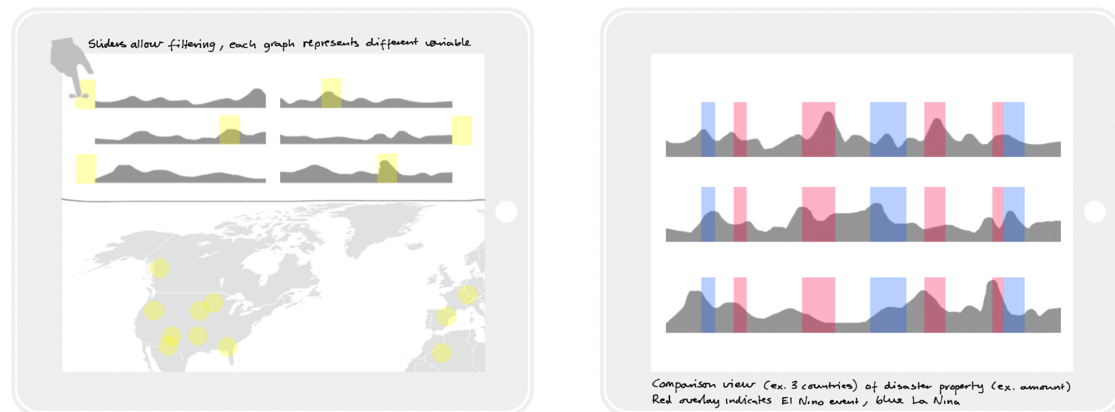 Sliders allow filtering, each graph represents different variable
Comparison view (ex. 3 countries) of disaster property (ex. amount)
Red overlay indicates El Nino event, blue La Nina